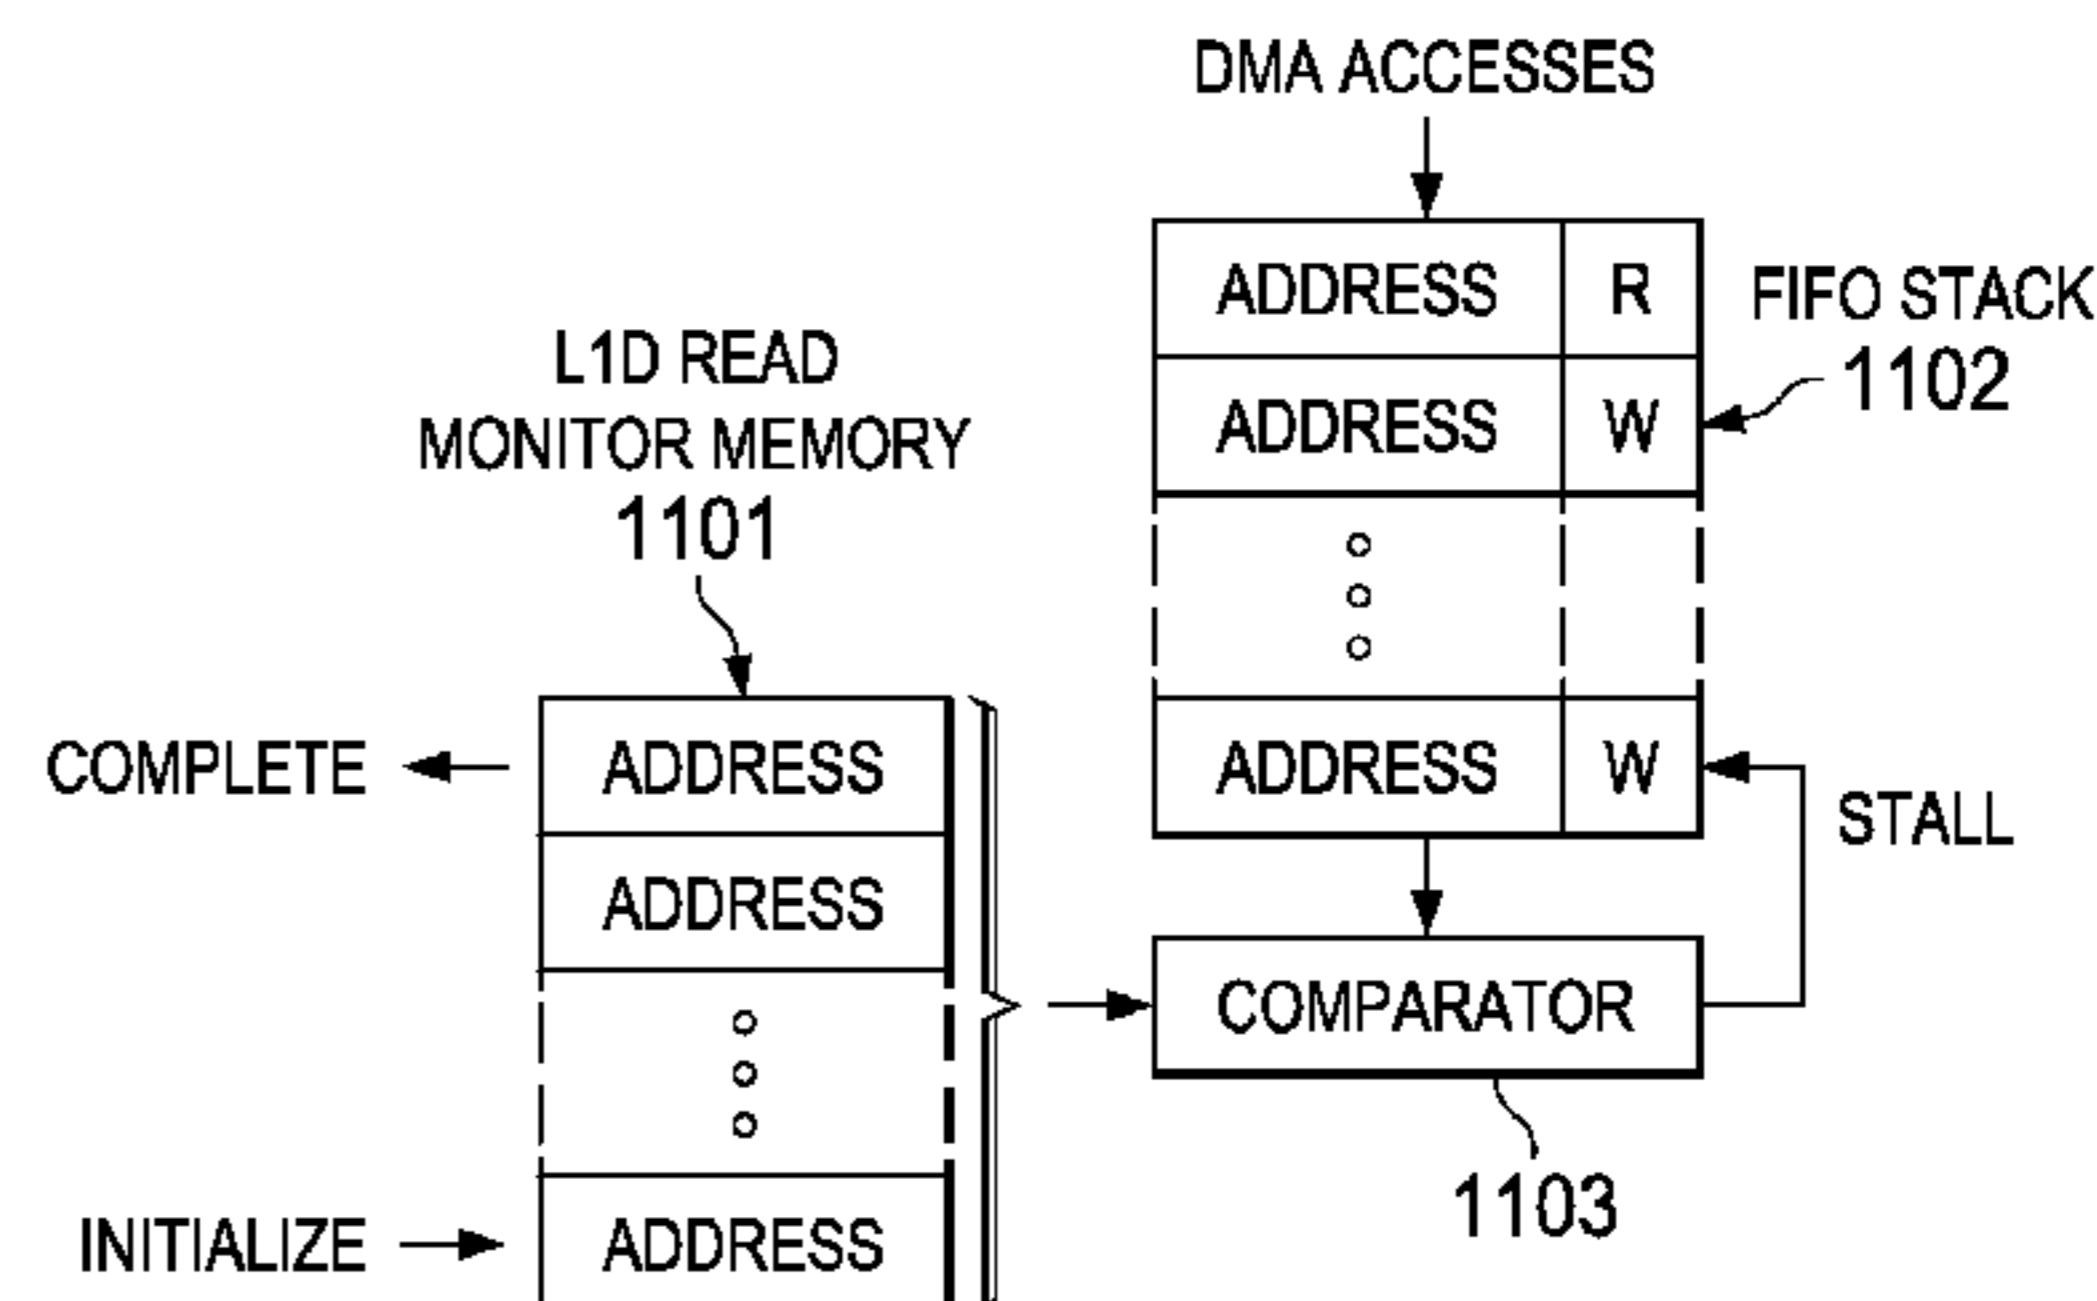 DMA ACCESSES
ADDRESS R
FIFO STACK
1102
ADDRESS W
L1D READ
MONITOR MEMORY
1101
ADDRESS W
STALL
COMPLETE
ADDRESS
ADDRESS
COMPARATOR
1103
INITIALIZE
ADDRESS